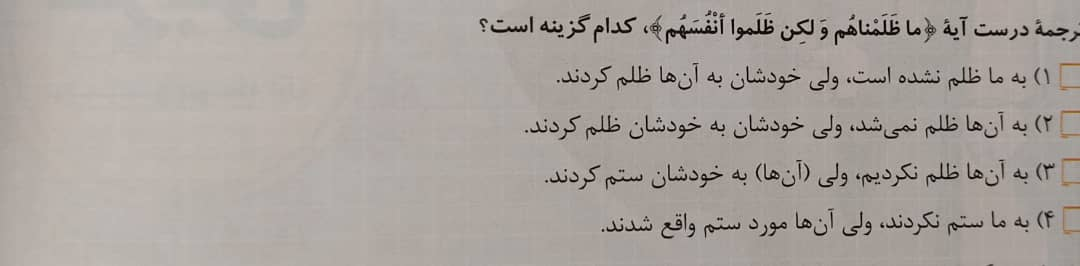 ترجمۀ درست آیۀ ﴿ما ظَلَمْناهُم وَ لکِن ظَلَموا أنْفُسَهُم﴾، کدام گزینه است؟
۱) به ما ظلم نشده است، ولی خودشان به آن‌ها ظلم کردند.
۲) به آن‌ها ظلم نمی‌شد، ولی خودشان به خودشان ظلم کردند.
۳) به آن‌ها ظلم نکردیم، ولی (آن‌ها) به خودشان ستم کردند.
۴) به ما ستم نکردند، ولی آن‌ها مورد ستم واقع شدند.